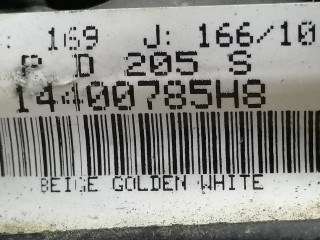 : 169 J: 166/10
P D 205 S
14400785H8
BEIGE GOLDEN WHITE